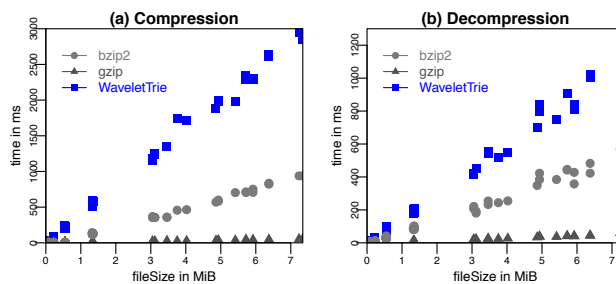 (a) Compression
time in ms
3000
2500
2000
1500
1000
500
0
bzip2
gzip
WaveletTrie
0 1 2 3 4 5 6 7
fileSize in MiB
(b) Decompression
time in ms
1200
1000
800
600
400
200
0
bzip2
gzip
WaveletTrie
0 1 2 3 4 5 6 7
fileSize in MiB